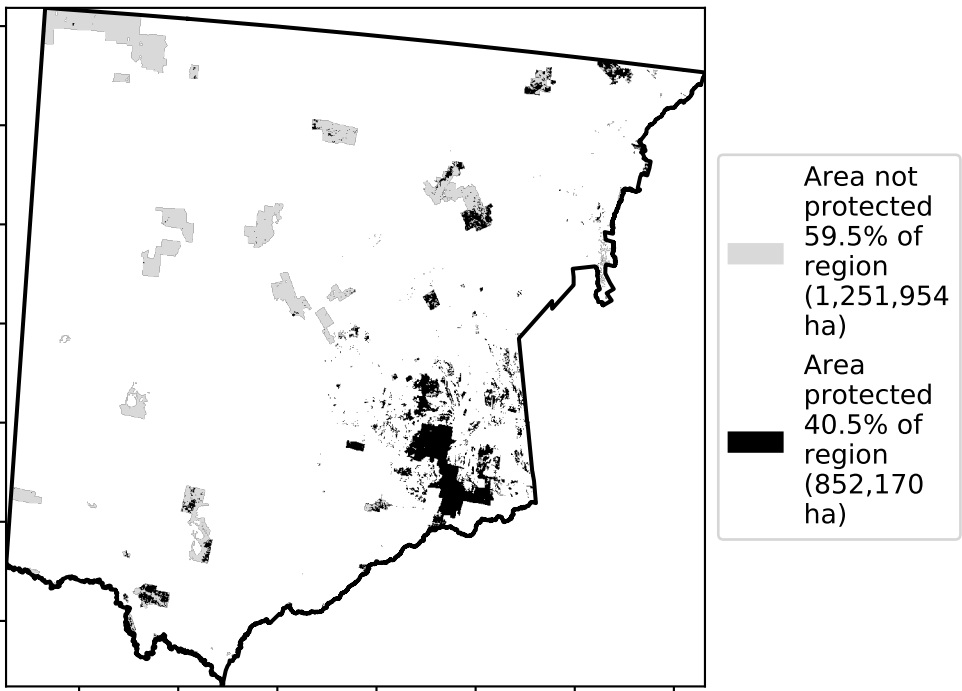 Area not
protected
59.5% of
region
(1,251,954
ha)
Area
protected
40.5% of
region
(852,170
ha)